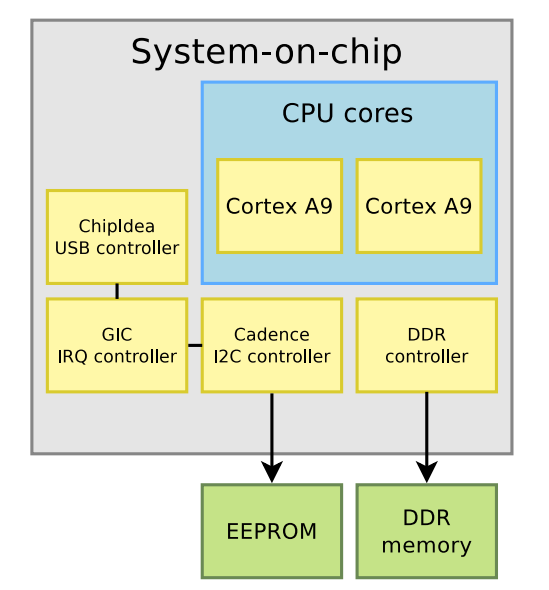 System-on-chip
CPU cores
Cortex A9
Cortex A9
ChipIdea
USB controller
GIC
IRQ controller
Cadence
I2C controller
DDR
controller
EEPROM
DDR
memory